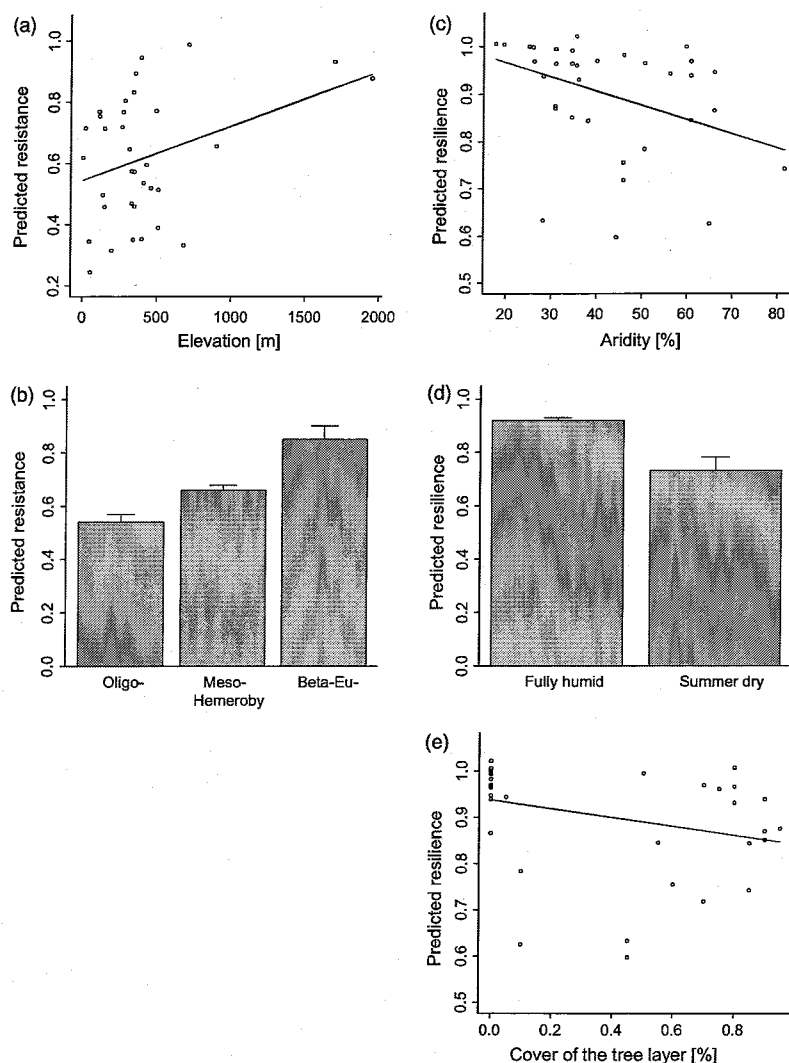 (a)
1.0
0.8
0.6
0.4
0.2
Predicted resistance
0 500 1000 1500 2000
Elevation [m]
(c)
1.0
0.9
0.8
0.7
0.6
0.5
Predicted resilience
20 30 40 50 60 70 80
Aridity [%]
(b)
1.0
0.8
0.6
0.4
0.2
0.0
Predicted resistance
Oligo- Meso- Beta-Eu-
Hemeroby
(d)
1.0
0.8
0.6
0.4
0.2
0.0
Predicted resilience
Fully humid Summer dry
(e)
1.0
0.9
0.8
0.7
0.6
0.5
Predicted resilience
0.0 0.2 0.4 0.6 0.8
Cover of the tree layer [%]